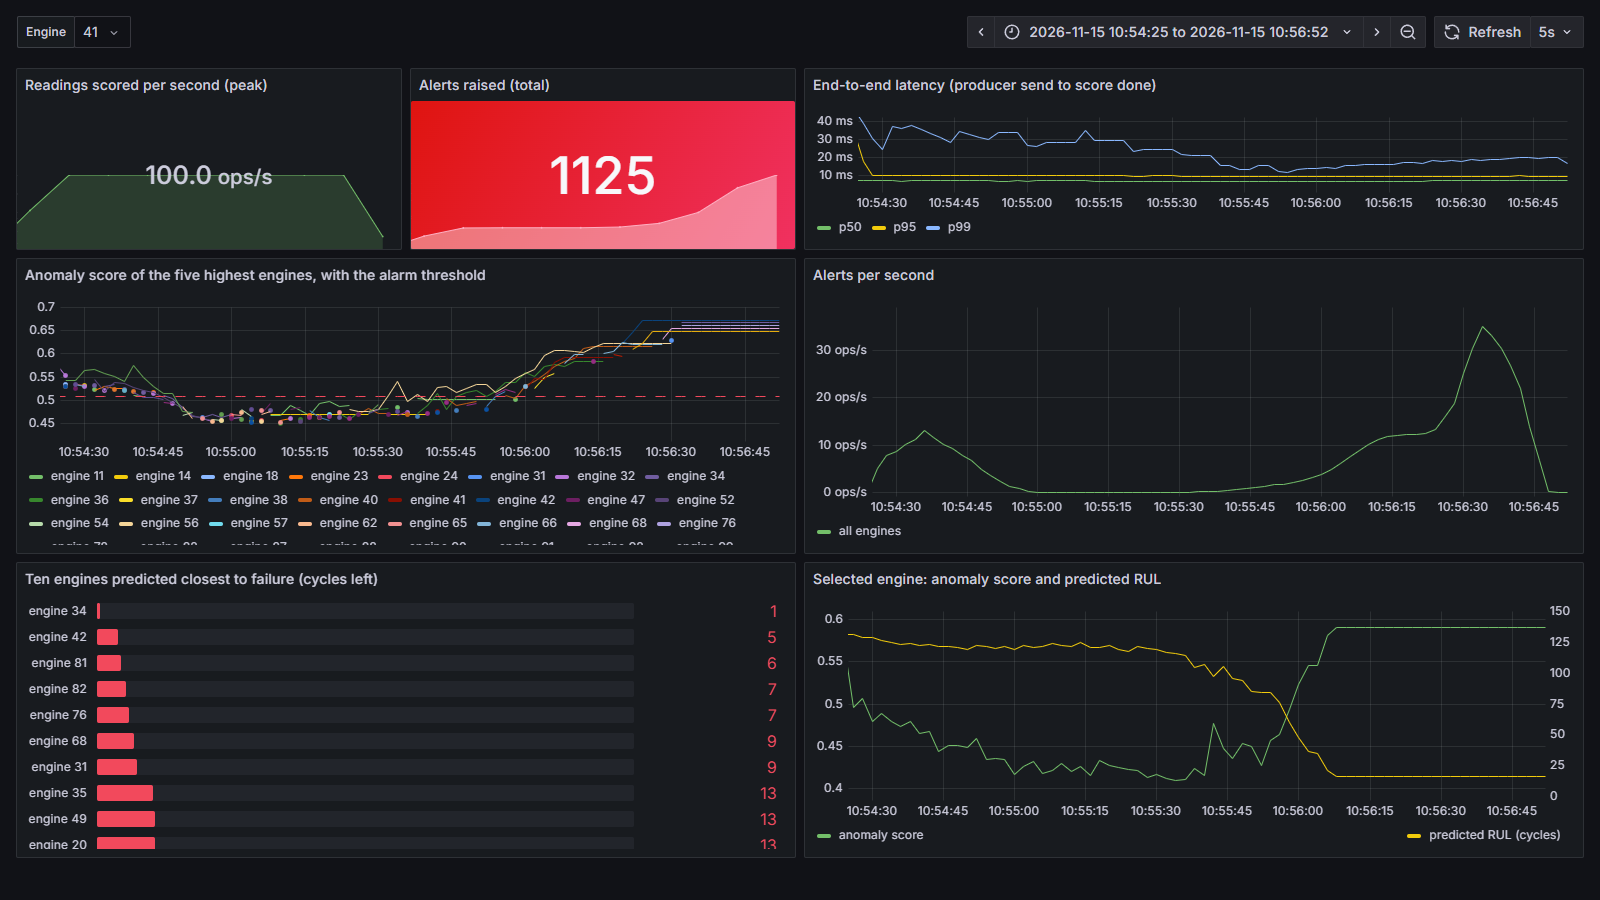 Engine 41
2026-11-15 10:54:25 to 2026-11-15 10:56:52 Refresh 5s
Readings scored per second (peak)
100.0 ops/s
Alerts raised (total)
1125
End-to-end latency (producer send to score done)
40 ms
30 ms
20 ms
10 ms
10:54:30 10:54:45 10:55:00 10:55:15 10:55:30 10:55:45 10:56:00 10:56:15 10:56:30 10:56:45
p50 p95 p99
Anomaly score of the five highest engines, with the alarm threshold
0.7
0.65
0.6
0.55
0.5
0.45
10:54:30 10:54:45 10:55:00 10:55:15 10:55:30 10:55:45 10:56:00 10:56:15 10:56:30 10:56:45
engine 11 engine 14 engine 18 engine 23 engine 24 engine 31 engine 32 engine 34
engine 36 engine 37 engine 38 engine 40 engine 41 engine 42 engine 47 engine 52
engine 54 engine 56 engine 57 engine 62 engine 65 engine 66 engine 68 engine 76
Alerts per second
30 ops/s
20 ops/s
10 ops/s
0 ops/s
10:54:30 10:54:45 10:55:00 10:55:15 10:55:30 10:55:45 10:56:00 10:56:15 10:56:30 10:56:45
all engines
Ten engines predicted closest to failure (cycles left)
engine 34 1
engine 42 5
engine 81 6
engine 82 7
engine 76 7
engine 68 9
engine 31 9
engine 35 13
engine 49 13
engine 20 13
Selected engine: anomaly score and predicted RUL
0.6
0.55
0.5
0.45
0.4
150
125
100
75
50
25
0
10:54:30 10:54:45 10:55:00 10:55:15 10:55:30 10:55:45 10:56:00 10:56:15 10:56:30 10:56:45
anomaly score predicted RUL (cycles)